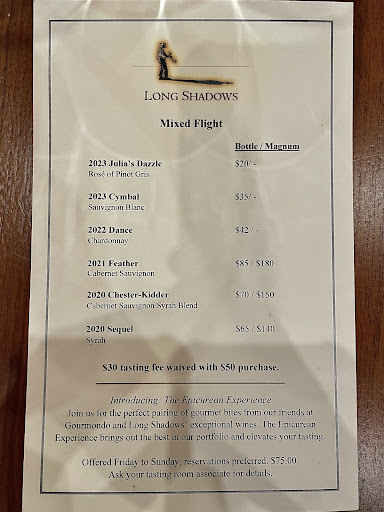 LONG SHADOWS
Mixed Flight
Bottle / Magnum
2023 Julia's Dazzle $20/ -
Rosé of Pinot Gris
2023 Cymbal $35/ -
Sauvignon Blanc
2022 Dance $42 / -
Chardonnay
2021 Feather $85 / $180
Cabernet Sauvignon
2020 Chester-Kidder $70 / $150
Cabernet Sauvignon/Syrah Blend
2020 Sequel $65 / $140
Syrah
$30 tasting fee waived with $50 purchase.
Introducing: The Epicurean Experience
Join us for the perfect pairing of gourmet bites from our friends at
Gourmondo and Long Shadows' exceptional wines. The Epicurean
Experience brings out the best in our portfolio and elevates your tasting.
Offered Friday to Sunday, reservations preferred. $75.00
Ask your tasting room associate for details.